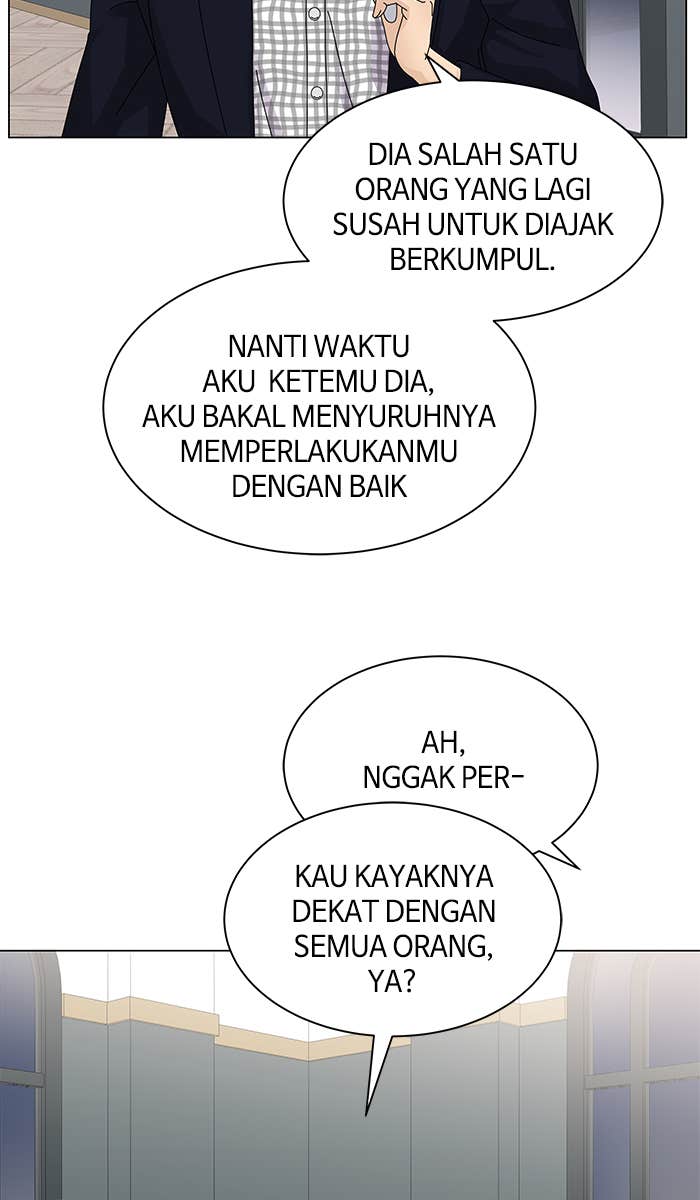 DIA SALAH SATU
ORANG YANG LAGI
SUSAH UNTUK DIAJAK
BERKUMPUL.
NANTI WAKTU
AKU KETEMU DIA,
AKU BAKAL MENYURUHNYA
MEMPERLAKUKANMU
DENGAN BAIK
AH,
NGGAK PER-
KAU KAYAKNYA
DEKAT DENGAN
SEMUA ORANG,
YA?